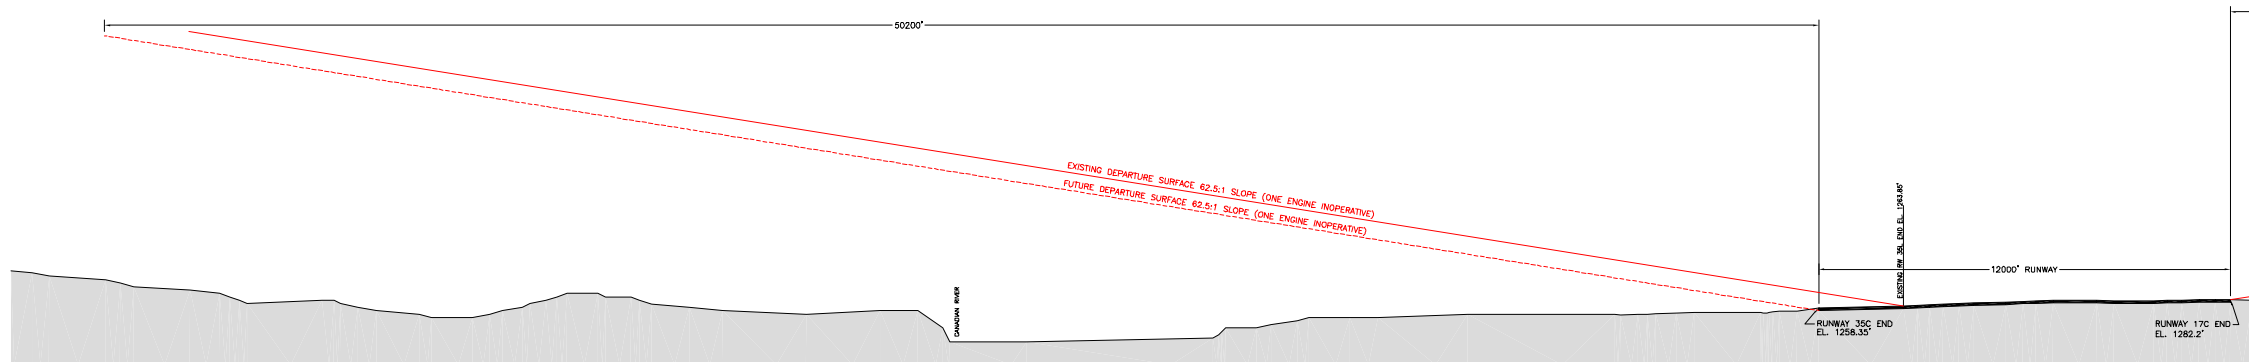 50200'
EXISTING DEPARTURE SURFACE 62.5:1 SLOPE (ONE ENGINE INOPERATIVE)
FUTURE DEPARTURE SURFACE 62.5:1 SLOPE (ONE ENGINE INOPERATIVE)
EXISTING RW 35L END EL. 1263.85'
12000' RUNWAY
CANADIAN RIVER
RUNWAY 35C END
EL. 1258.35'
RUNWAY 17C END
EL. 1282.2'